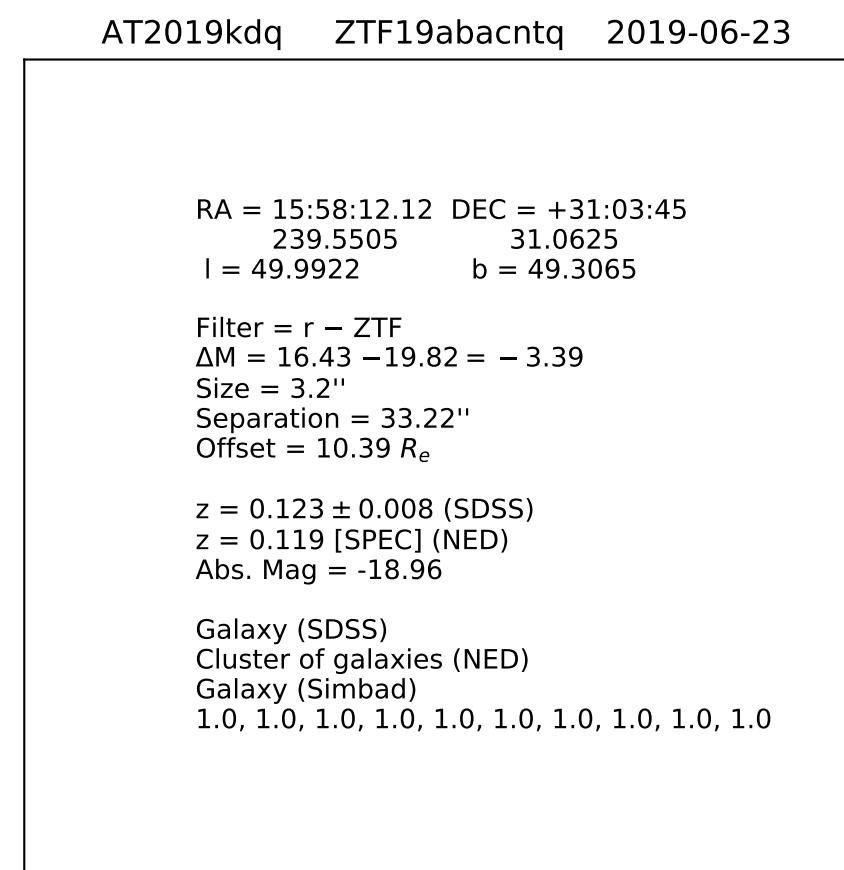 AT2019kdq ZTF19abacntq 2019-06-23
RA = 15:58:12.12 DEC = +31:03:45
239.5505 31.0625
l = 49.9922 b = 49.3065
Filter = r − ZTF
ΔM = 16.43 −19.82 = − 3.39
Size = 3.2''
Separation = 33.22''
Offset = 10.39 Rₑ
z = 0.123 ± 0.008 (SDSS)
z = 0.119 [SPEC] (NED)
Abs. Mag = -18.96
Galaxy (SDSS)
Cluster of galaxies (NED)
Galaxy (Simbad)
1.0, 1.0, 1.0, 1.0, 1.0, 1.0, 1.0, 1.0, 1.0, 1.0